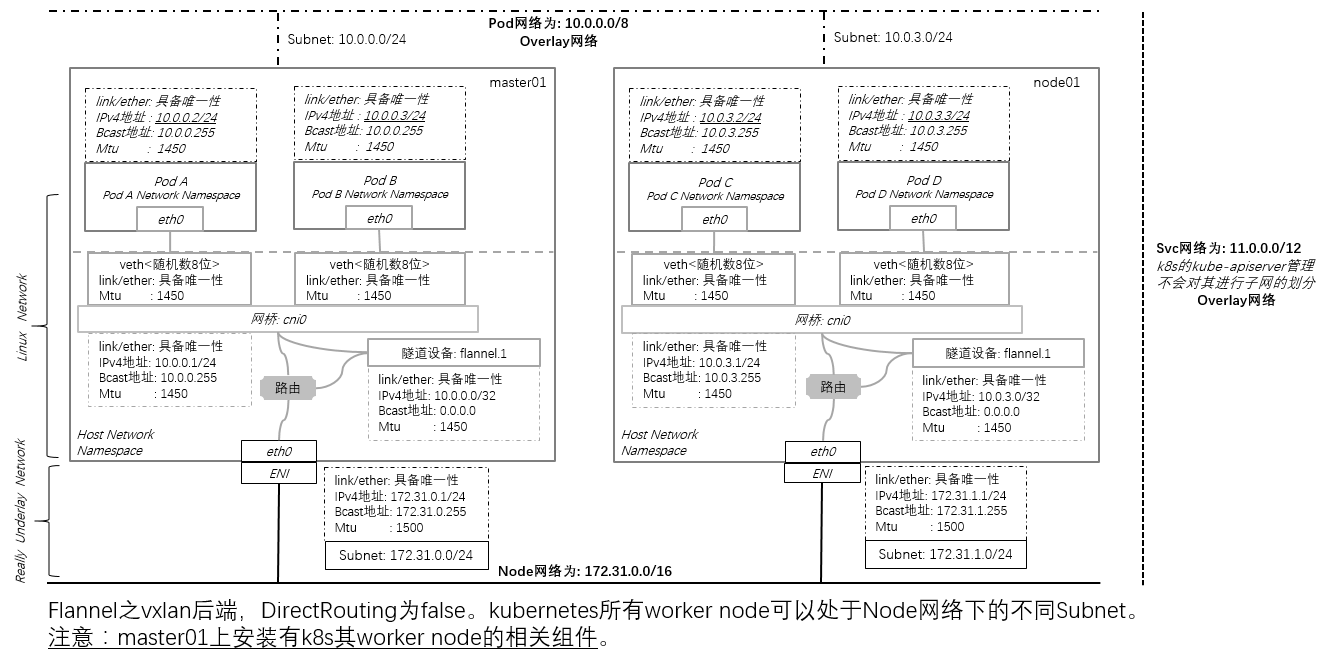 Pod网络为: 10.0.0.0/8
Overlay网络
Subnet: 10.0.0.0/24
Subnet: 10.0.3.0/24
master01
link/ether: 具备唯一性
IPv4地址 : 10.0.0.2/24
Bcast地址: 10.0.0.255
Mtu : 1450
link/ether: 具备唯一性
IPv4地址 : 10.0.0.3/24
Bcast地址: 10.0.0.255
Mtu : 1450
Pod A
Pod A Network Namespace
eth0
Pod B
Pod B Network Namespace
eth0
veth<随机数8位>
link/ether: 具备唯一性
Mtu : 1450
veth<随机数8位>
link/ether: 具备唯一性
Mtu : 1450
网桥: cni0
link/ether: 具备唯一性
IPv4地址: 10.0.0.1/24
Bcast地址: 10.0.0.255
Mtu : 1450
路由
隧道设备: flannel.1
link/ether: 具备唯一性
IPv4地址: 10.0.0.0/32
Bcast地址: 0.0.0.0
Mtu : 1450
Host Network
Namespace
eth0
ENI
link/ether: 具备唯一性
IPv4地址: 172.31.0.1/24
Bcast地址: 172.31.0.255
Mtu : 1500
Subnet: 172.31.0.0/24
node01
link/ether: 具备唯一性
IPv4地址: 10.0.3.2/24
Bcast地址: 10.0.3.255
Mtu : 1450
link/ether: 具备唯一性
IPv4地址: 10.0.3.3/24
Bcast地址: 10.0.3.255
Mtu : 1450
Pod C
Pod C Network Namespace
eth0
Pod D
Pod D Network Namespace
eth0
veth<随机数8位>
link/ether: 具备唯一性
Mtu : 1450
veth<随机数8位>
link/ether: 具备唯一性
Mtu : 1450
网桥: cni0
link/ether: 具备唯一性
IPv4地址: 10.0.3.1/24
Bcast地址: 10.0.3.255
Mtu : 1450
路由
隧道设备: flannel.1
link/ether: 具备唯一性
IPv4地址: 10.0.3.0/32
Bcast地址: 0.0.0.0
Mtu : 1450
Host Network
Namespace
eth0
ENI
link/ether: 具备唯一性
IPv4地址: 172.31.1.1/24
Bcast地址: 172.31.1.255
Mtu : 1500
Subnet: 172.31.1.0/24
Node网络为: 172.31.0.0/16
Linux Network
Really Underlay Network
Svc网络为: 11.0.0.0/12
k8s的kube-apiserver管理
不会对其进行子网的划分
Overlay网络
Flannel之vxlan后端，DirectRouting为false。kubernetes所有worker node可以处于Node网络下的不同Subnet。
注意：master01上安装有k8s其worker node的相关组件。